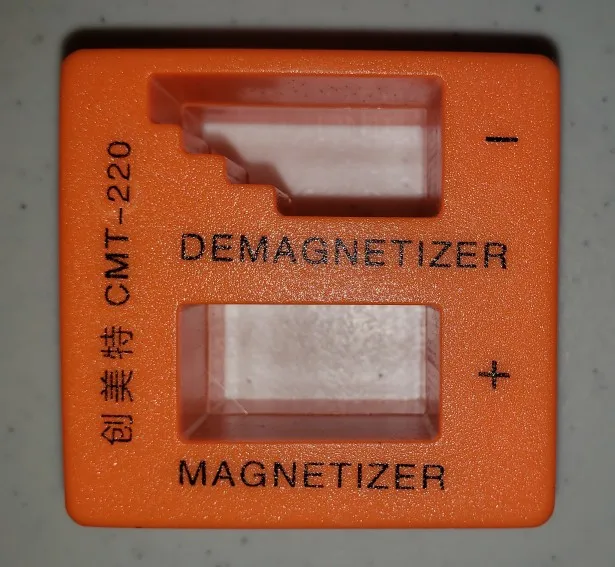 创美特 CMT-220
−
DEMAGNETIZER
+
MAGNETIZER